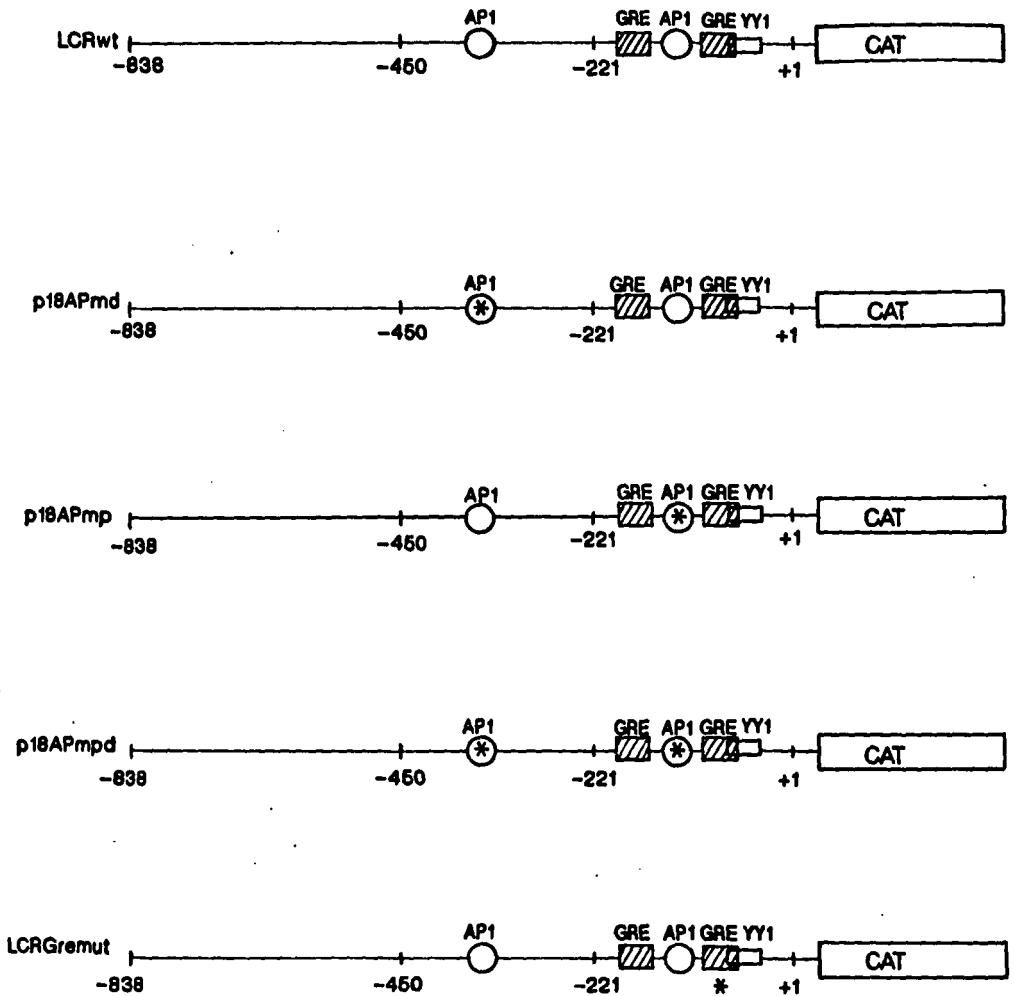 AP1 GRE AP1 GRE YY1
LCRwt CAT
-838 -450 -221 +1
AP1 GRE AP1 GRE YY1
p18APmd * CAT
-838 -450 -221 +1
AP1 GRE AP1 GRE YY1
p18APmp * CAT
-838 -450 -221 +1
AP1 GRE AP1 GRE YY1
p18APmpd * * CAT
-838 -450 -221 +1
AP1 GRE AP1 GRE YY1
LCRGremut CAT
-838 -450 -221 * +1